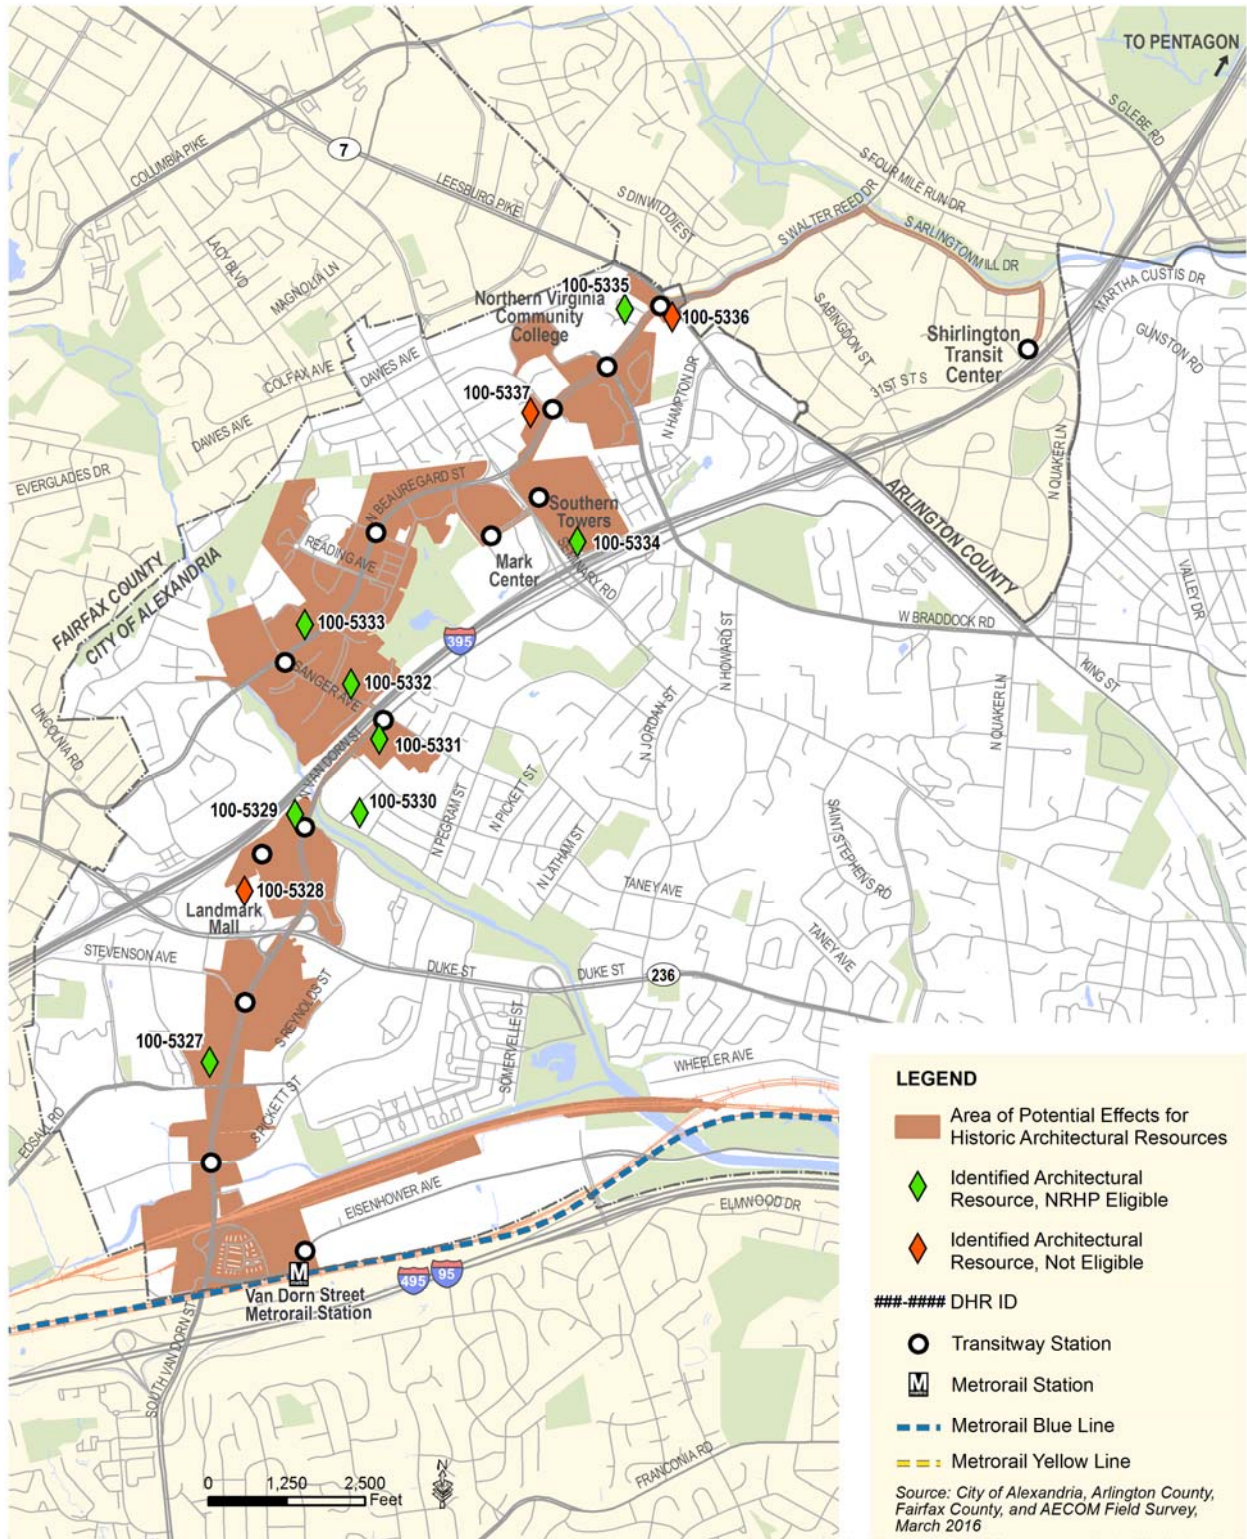 TO PENTAGON
S GLEBE RD
COLUMBIA PIKE
7
LEESBURG PIKE
S FOUR MILE RUN DR
S DINWIDDIE ST
S WALTER REED DR
S ARLINGTON MILL DR
LACY BLVD
MAGNOLIA LN
MARTHA CUSTIS DR
100-5335
Northern Virginia
Community
College
100-5336
S ABINGDON ST
Shirlington
Transit
Center
GUNSTON RD
COLFAX AVE
DAWES AVE
31ST ST S
100-5337
N HAMPTON DR
DAWES AVE
N QUAKER LN
EVERGLADES DR
N BEAUREGARD ST
ARLINGTON COUNTY
Southern
Towers
READING AVE
100-5334
Mark
Center
SEMINARY RD
FAIRFAX COUNTY
CITY OF ALEXANDRIA
VALLEY DR
100-5333
W BRADDOCK RD
395
N HOWARD ST
SANGER AVE
100-5332
KING ST
LINCOLNIA RD
N JORDAN ST
N QUAKER LN
100-5331
N VAN DORN ST
100-5329
100-5330
N PEGRAM ST
N PICKETT ST
SAINT STEPHENS RD
N LATHAM ST
100-5328
TANEY AVE
Landmark
Mall
STEVENSON AVE
DUKE ST
DUKE ST
236
TANEY AVE
S REYNOLDS ST
SOMERVELLE ST
100-5327
WHEELER AVE
S PICKETT ST
EDSALL RD
EISENHOWER AVE
ELMWOOD DR
M
495
95
Van Dorn Street
Metrorail Station
SOUTH VAN DORN ST
FRANCONIA RD
N
0 1,250 2,500
Feet
LEGEND
Area of Potential Effects for
Historic Architectural Resources
Identified Architectural
Resource, NRHP Eligible
Identified Architectural
Resource, Not Eligible
###-#### DHR ID
Transitway Station
M Metrorail Station
Metrorail Blue Line
Metrorail Yellow Line
Source: City of Alexandria, Arlington County,
Fairfax County, and AECOM Field Survey,
March 2016